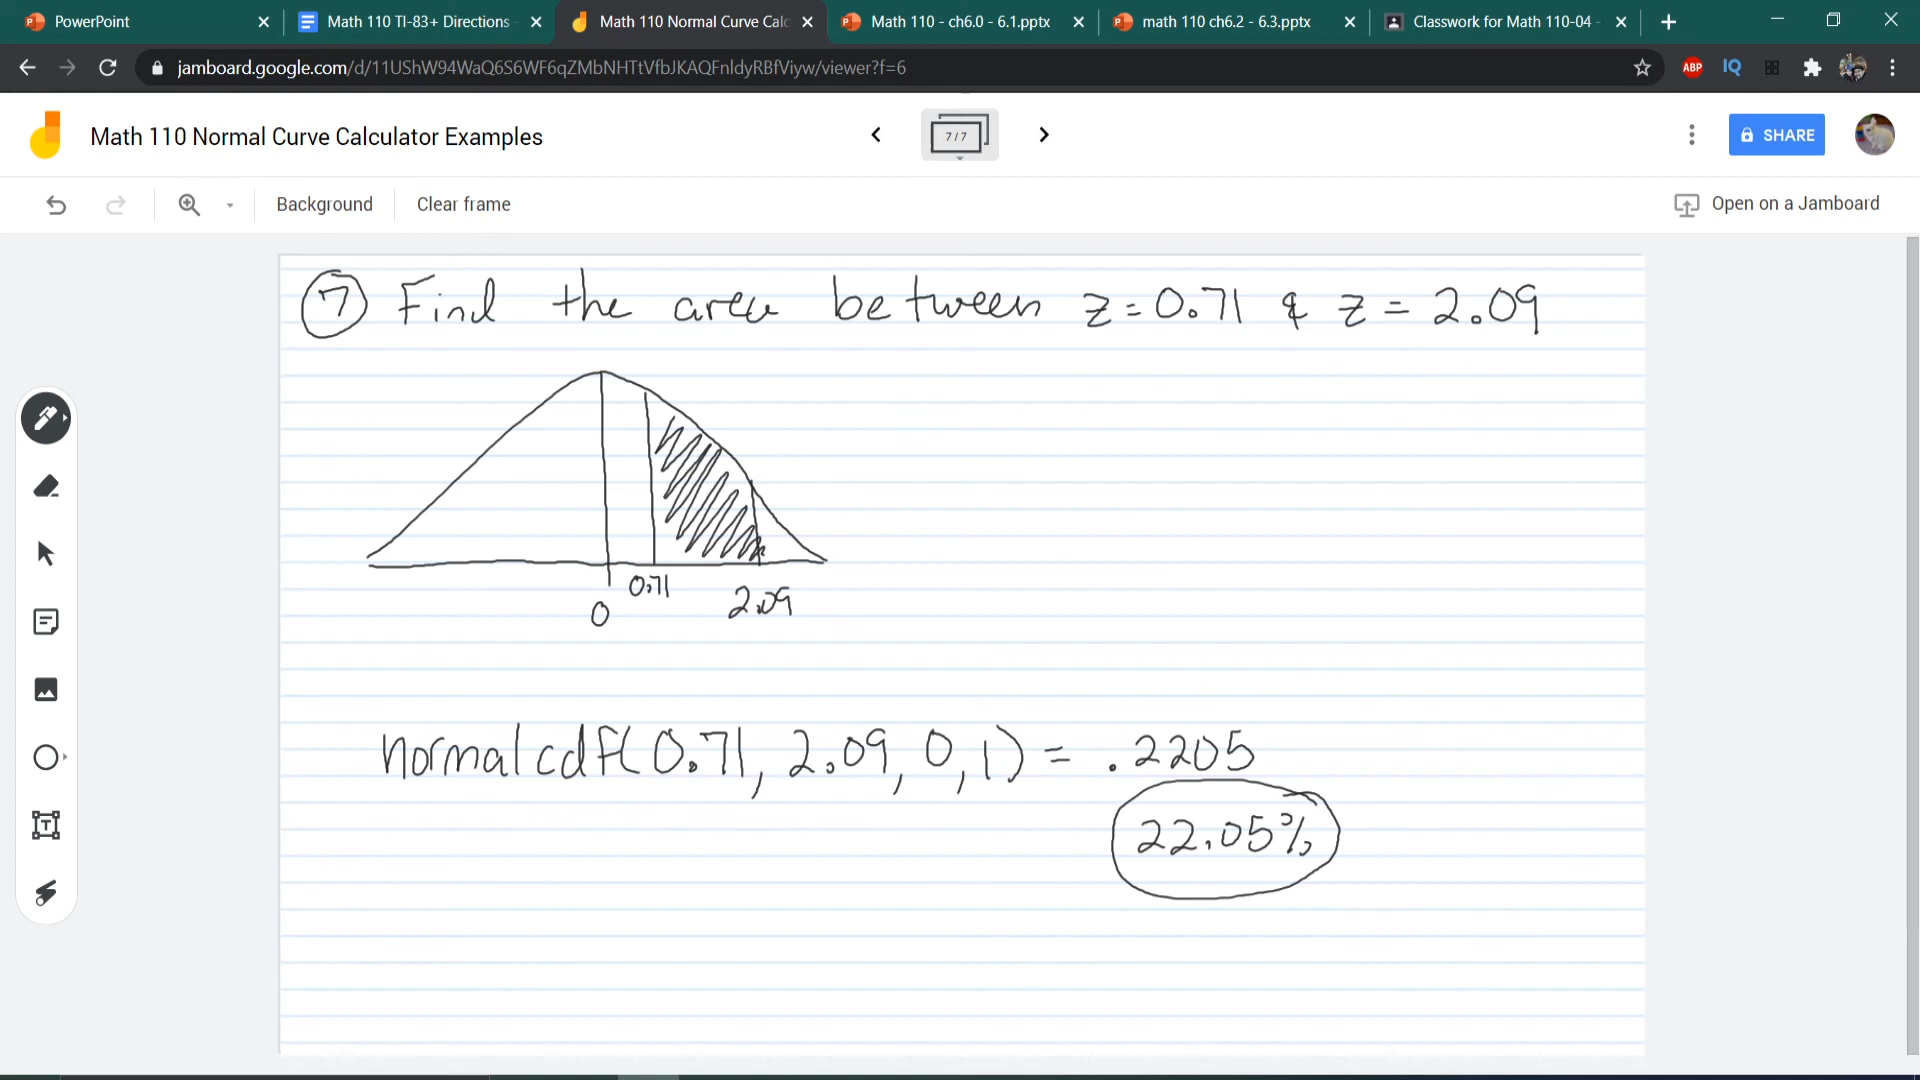 PowerPoint
Math 110 TI-83+ Directions -
Math 110 Normal Curve Calc
Math 110 - ch6.0 - 6.1.pptx
math 110 ch6.2 - 6.3.pptx
Classwork for Math 110-04 -
jamboard.google.com/d/11UShW94WaQ6S6WF6qZMbNHTtVfbJKAQFnldyRBfViyw/viewer?f=6
ABP
IQ
Math 110 Normal Curve Calculator Examples
7/7
SHARE
Background
Clear frame
Open on a Jamboard
7 Find the area between z=0.71 & z = 2.09
0
0.71
2.09
normalcdf(0.71, 2.09, 0,1) = .2205
22.05%